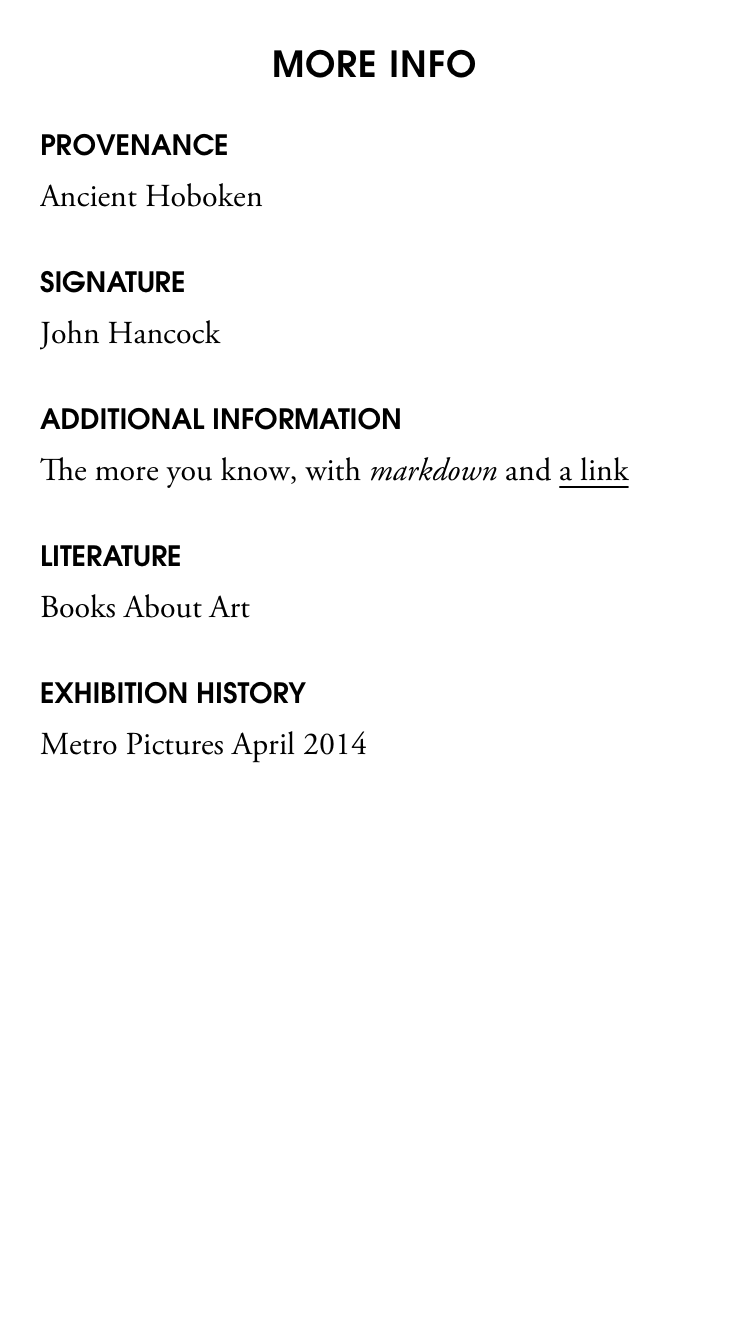 MORE INFO
PROVENANCE
Ancient Hoboken
SIGNATURE
John Hancock
ADDITIONAL INFORMATION
The more you know, with markdown and a link
LITERATURE
Books About Art
EXHIBITION HISTORY
Metro Pictures April 2014